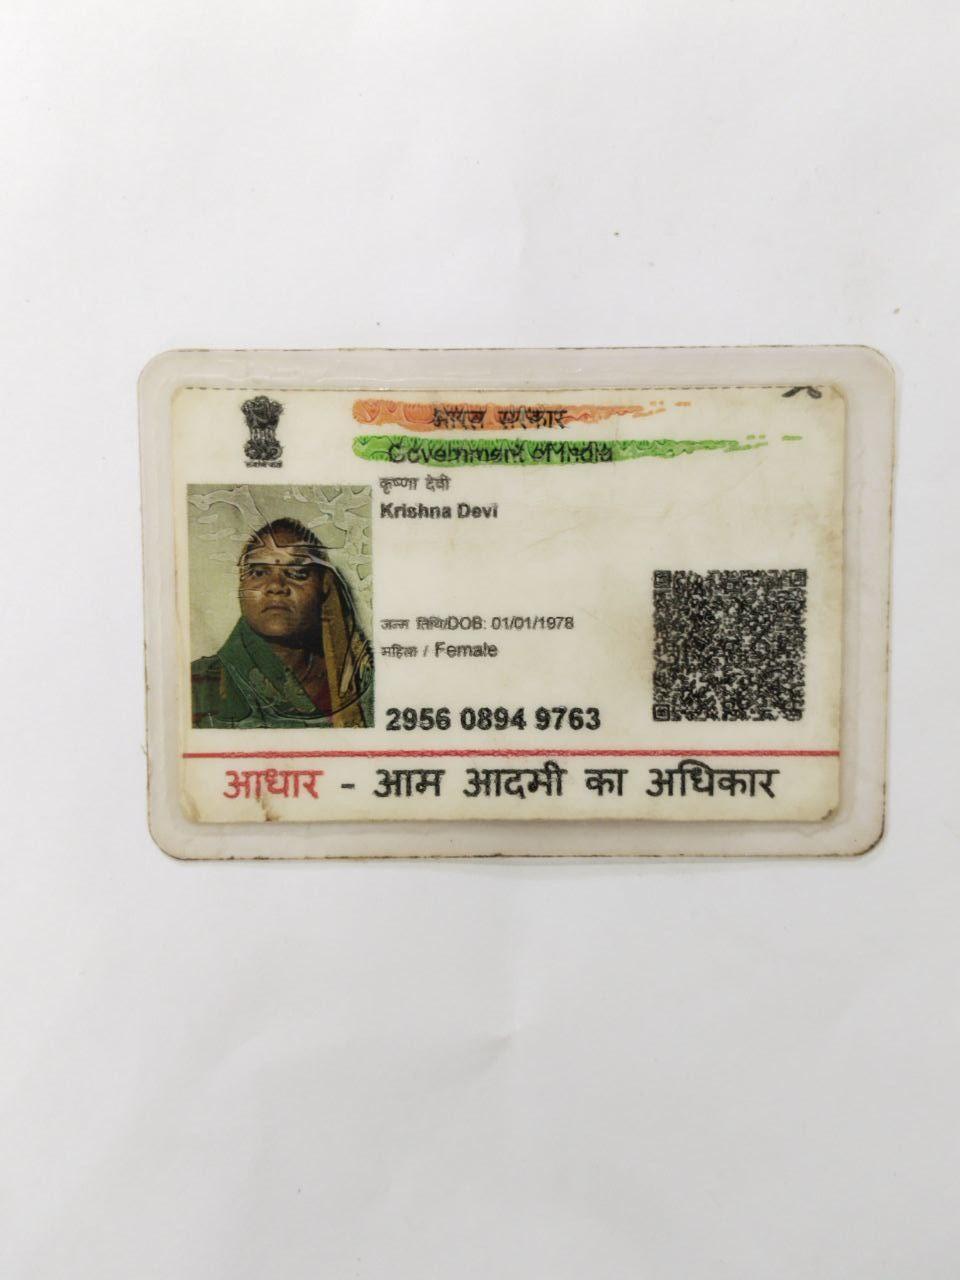 भारत सरकार
Government of India
कृष्णा देवी
Krishna Devi
जन्म तिथि/DOB: 01/01/1978
महिला / Female
2956 0894 9763
आधार - आम आदमी का अधिकार